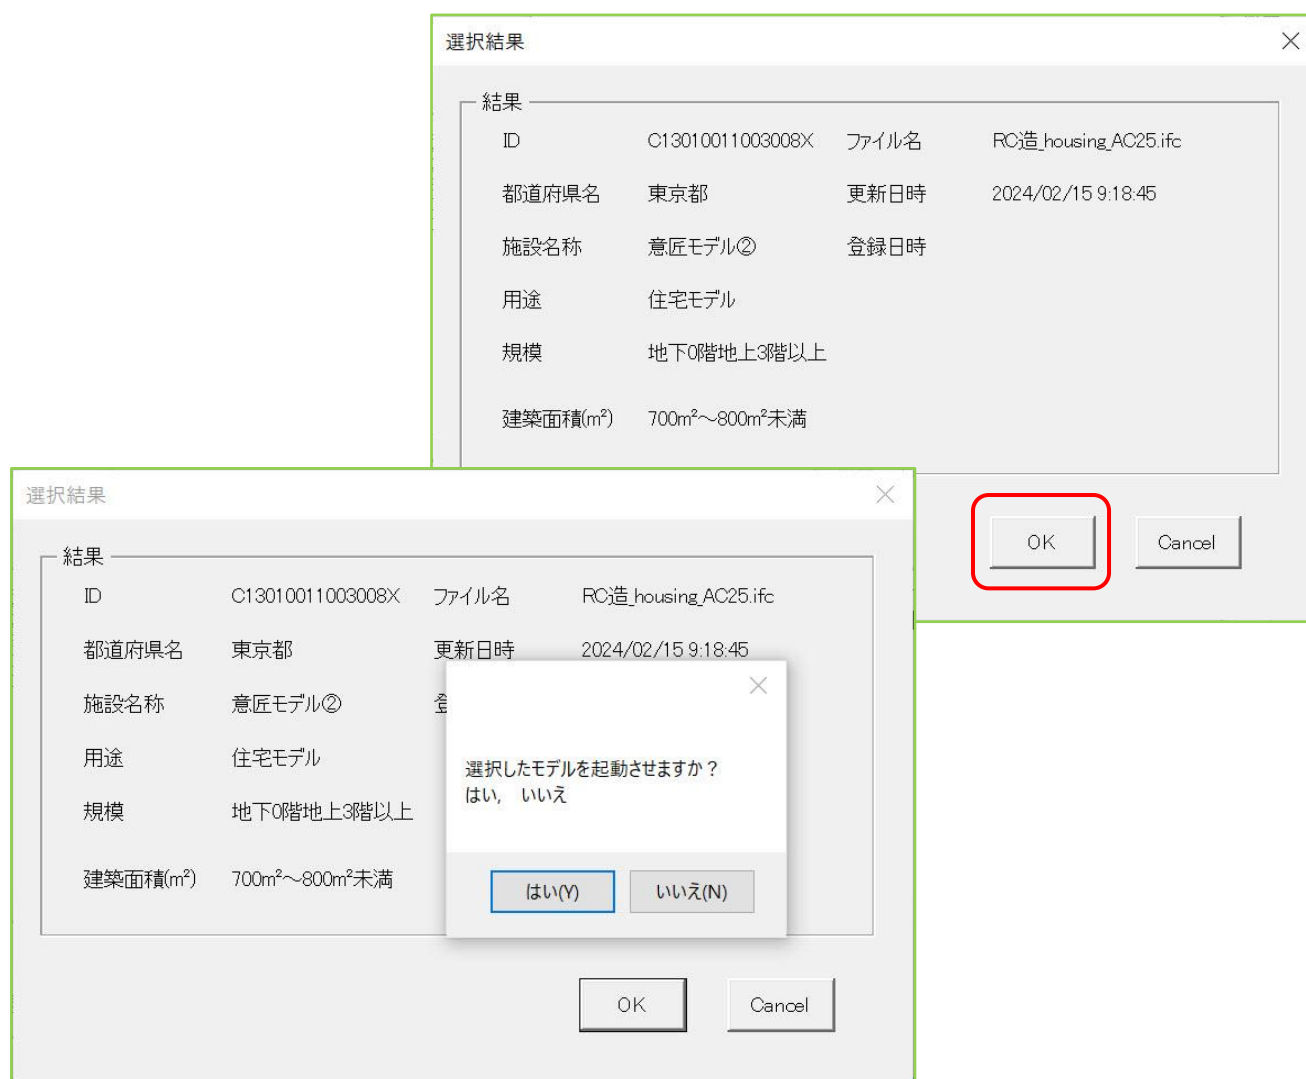 選択結果
結果
ID C13010011003008X ファイル名 RC造_housing_AC25.ifc
都道府県名 東京都 更新日時 2024/02/15 9:18:45
施設名称 意匠モデル② 登録日時
用途 住宅モデル
規模 地下0階地上3階以上
建築面積(m²) 700m²～800m²未満
OK Cancel
選択結果
結果
ID C13010011003008X ファイル名 RC造_housing_AC25.ifc
都道府県名 東京都 更新日時 2024/02/15 9:18:45
施設名称 意匠モデル②
用途 住宅モデル
規模 地下0階地上3階以上
建築面積(m²) 700m²～800m²未満
選択したモデルを起動させますか？
はい, いいえ
はい(Y) いいえ(N)
OK Cancel